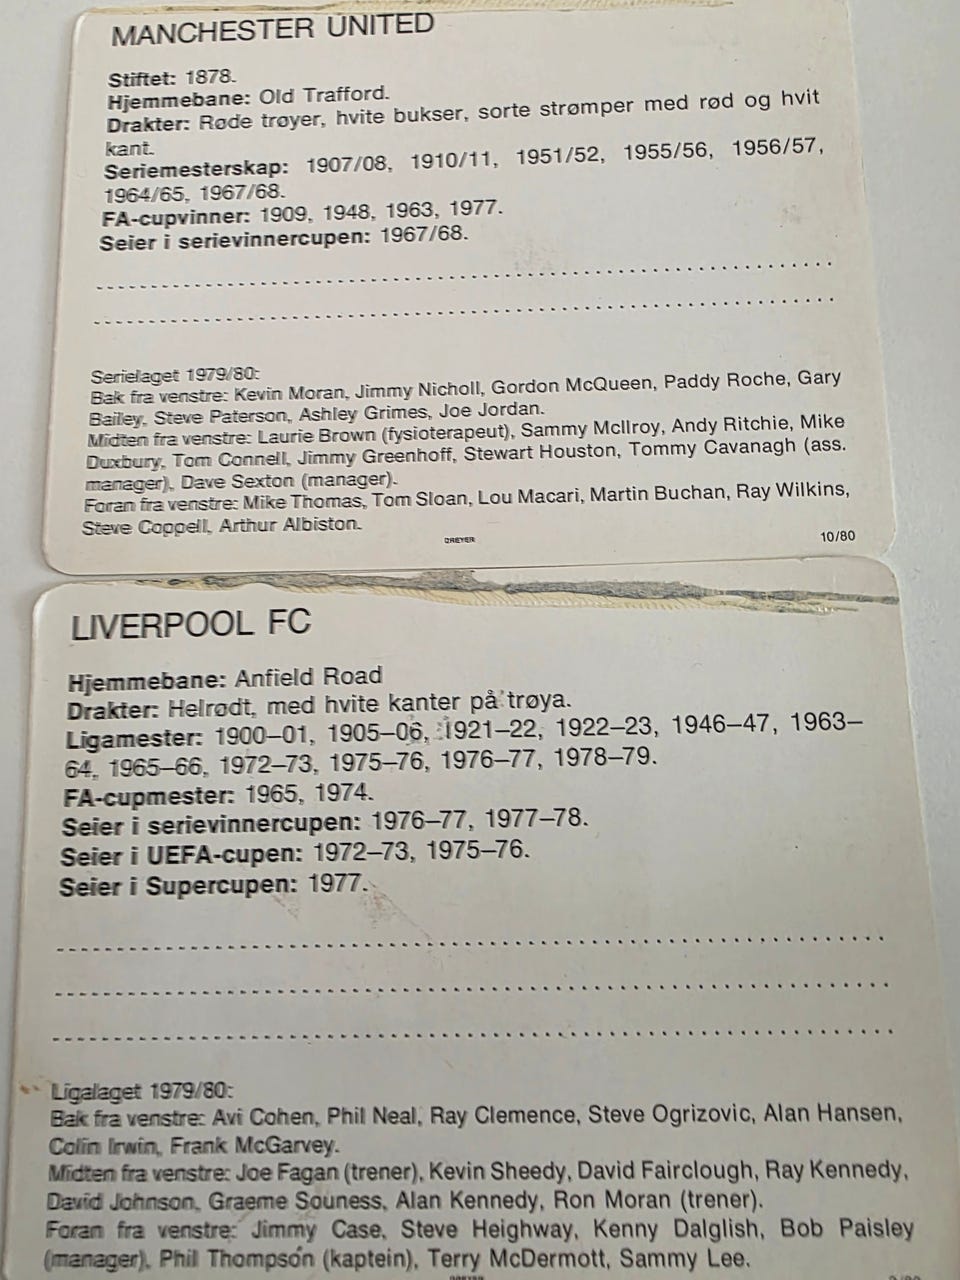 MANCHESTER UNITED
Stiftet: 1878.
Hjemmebane: Old Trafford.
Drakter: Røde trøyer, hvite bukser, sorte strømper med rød og hvit
kant.
Seriemesterskap: 1907/08, 1910/11, 1951/52, 1955/56, 1956/57,
1964/65, 1967/68.
FA-cupvinner: 1909, 1948, 1963, 1977.
Seier i serievinnercupen: 1967/68.
Serielaget 1979/80:
Bak fra venstre: Kevin Moran, Jimmy Nicholl, Gordon McQueen, Paddy Roche, Gary
Bailey, Steve Paterson, Ashley Grimes, Joe Jordan.
Midten fra venstre: Laurie Brown (fysioterapeut), Sammy McIlroy, Andy Ritchie, Mike
Duxbury, Tom Connell, Jimmy Greenhoff, Stewart Houston, Tommy Cavanagh (ass.
manager), Dave Sexton (manager).
Foran fra venstre: Mike Thomas, Tom Sloan, Lou Macari, Martin Buchan, Ray Wilkins,
Steve Coppell, Arthur Albiston.
DREYER
10/80
LIVERPOOL FC
Hjemmebane: Anfield Road
Drakter: Helrødt, med hvite kanter på trøya.
Ligamester: 1900–01, 1905–06, 1921–22, 1922–23, 1946–47, 1963–
64, 1965–66, 1972–73, 1975–76, 1976–77, 1978–79.
FA-cupmester: 1965, 1974.
Seier i serievinnercupen: 1976–77, 1977–78.
Seier i UEFA-cupen: 1972–73, 1975–76.
Seier i Supercupen: 1977.
Ligalaget 1979/80:
Bak fra venstre: Avi Cohen, Phil Neal, Ray Clemence, Steve Ogrizovic, Alan Hansen,
Colin Irwin, Frank McGarvey.
Midten fra venstre: Joe Fagan (trener), Kevin Sheedy, David Fairclough, Ray Kennedy,
David Johnson, Graeme Souness, Alan Kennedy, Ron Moran (trener).
Foran fra venstre: Jimmy Case, Steve Heighway, Kenny Dalglish, Bob Paisley
(manager), Phil Thompson (kaptein), Terry McDermott, Sammy Lee.